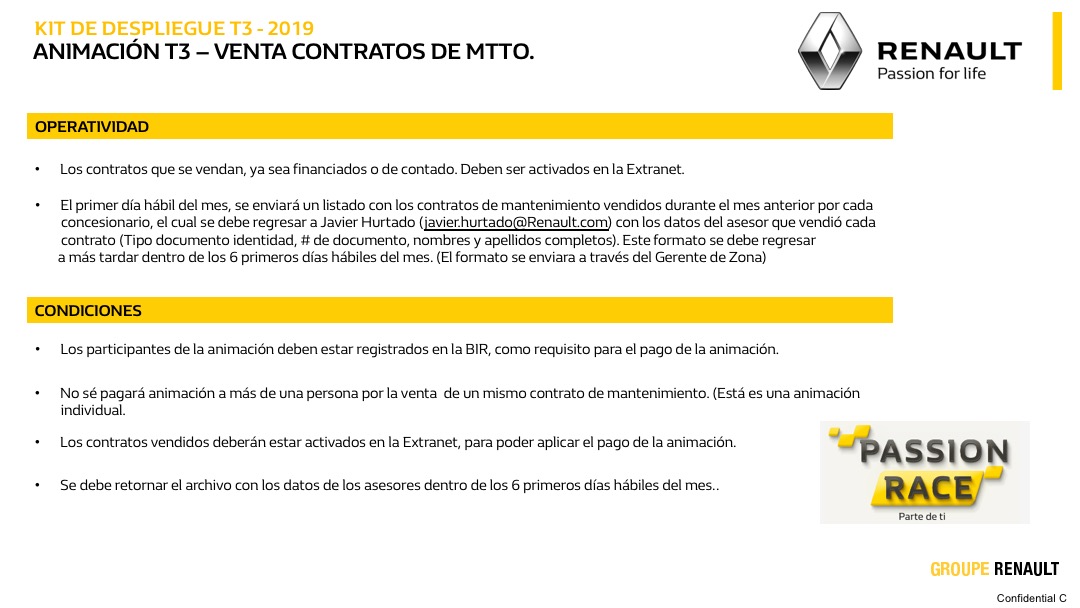 KIT DE DESPLIEGUE T3 - 2019
ANIMACIÓN T3 – VENTA CONTRATOS DE MTTO.
RENAULT
Passion for life
OPERATIVIDAD
• Los contratos que se vendan, ya sea financiados o de contado. Deben ser activados en la Extranet.
• El primer día hábil del mes, se enviará un listado con los contratos de mantenimiento vendidos durante el mes anterior por cada
concesionario, el cual se debe regresar a Javier Hurtado (javier.hurtado@Renault.com) con los datos del asesor que vendió cada
contrato (Tipo documento identidad, # de documento, nombres y apellidos completos). Este formato se debe regresar
a más tardar dentro de los 6 primeros días hábiles del mes. (El formato se enviara a través del Gerente de Zona)
CONDICIONES
• Los participantes de la animación deben estar registrados en la BIR, como requisito para el pago de la animación.
• No sé pagará animación a más de una persona por la venta  de un mismo contrato de mantenimiento. (Está es una animación
individual.
• Los contratos vendidos deberán estar activados en la Extranet, para poder aplicar el pago de la animación.
• Se debe retornar el archivo con los datos de los asesores dentro de los 6 primeros días hábiles del mes..
PASSION
RACE
Parte de ti
GROUPE RENAULT
Confidential C